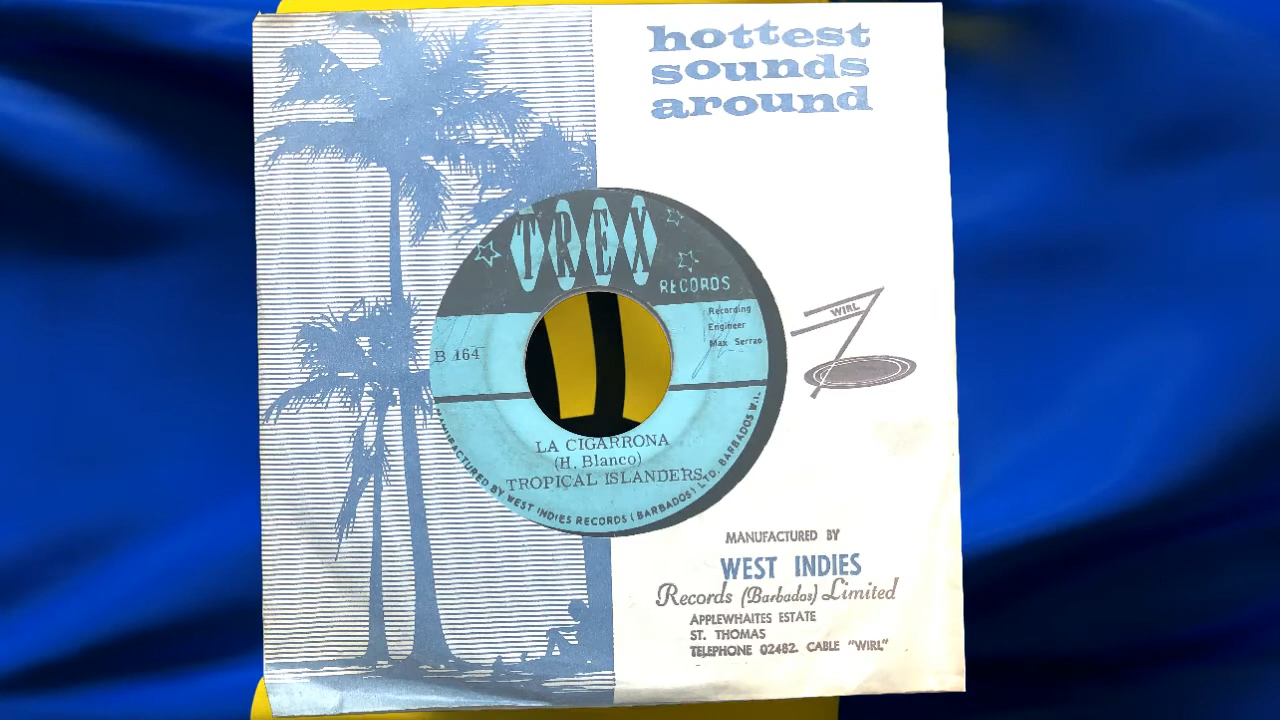 hottest
sounds
around
TREX
RECORDS
Recording
Engineer
Max Serrao
B 164
WIRL
LA CIGARRONA
(H. Blanco)
TROPICAL ISLANDERS
MANUFACTURED BY WEST INDIES RECORDS (BARBADOS) LTD. BARBADOS W.I.
MANUFACTURED BY
WEST INDIES
Records (Barbados) Limited
APPLEWHAITES ESTATE
ST. THOMAS
TELEPHONE 02482. CABLE "WIRL"